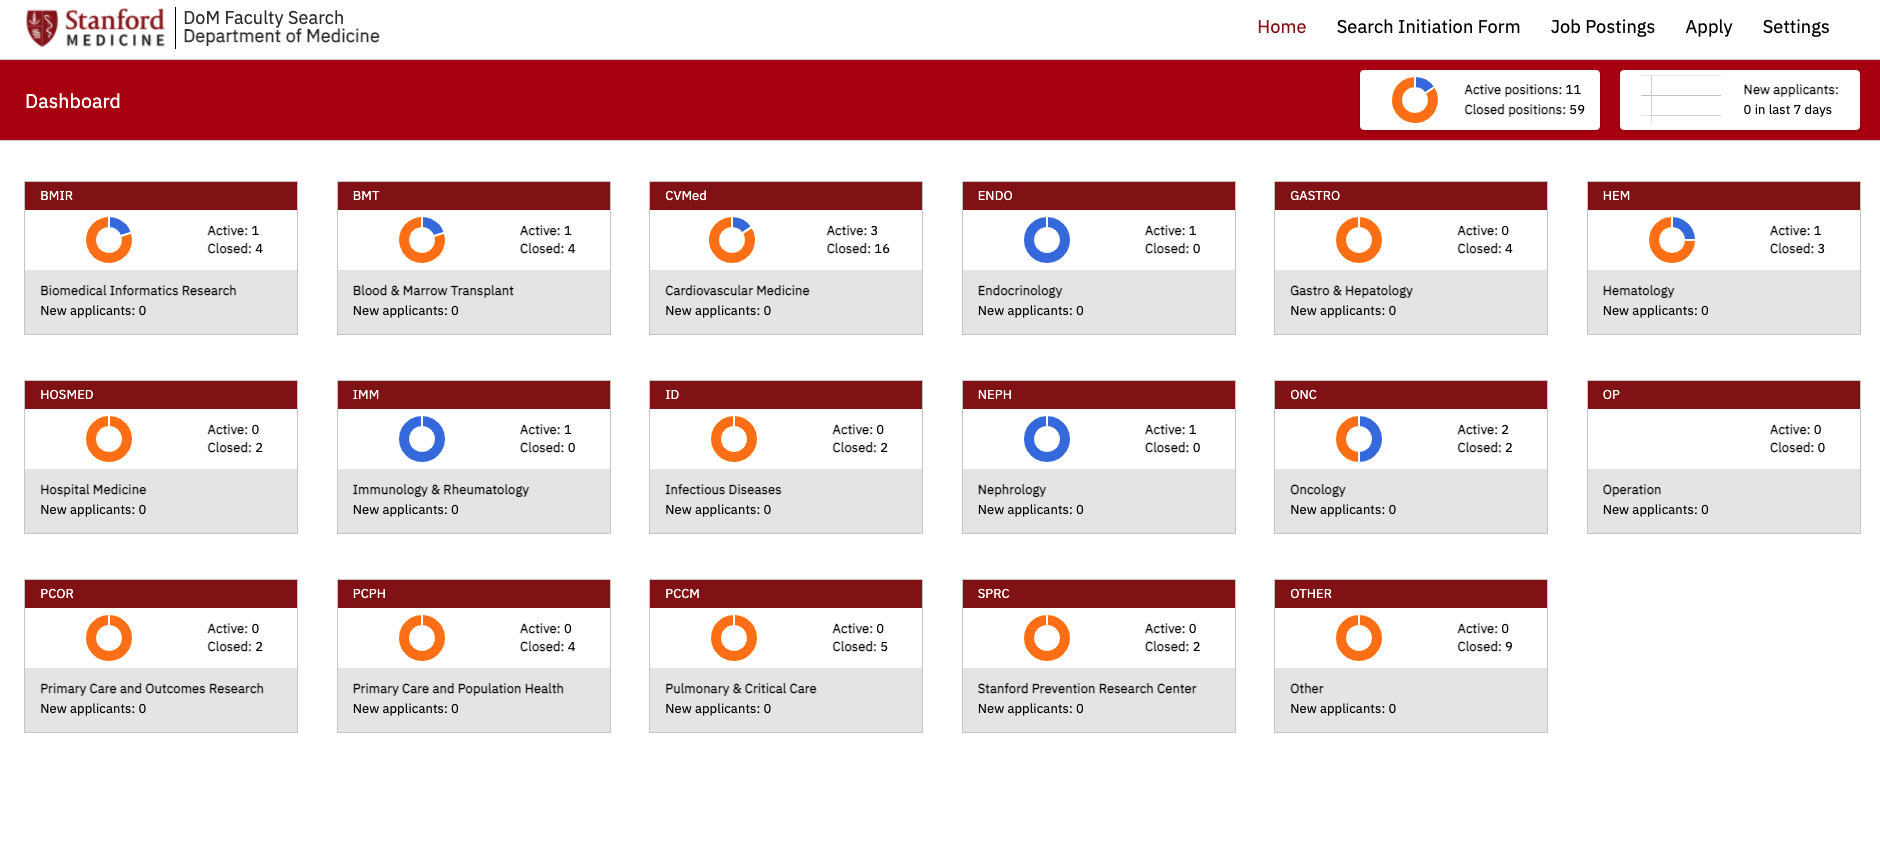 Stanford
MEDICINE
DoM Faculty Search
Department of Medicine
Home Search Initiation Form Job Postings Apply Settings
Dashboard
Active positions: 11
Closed positions: 59
New applicants:
0 in last 7 days
BMIR
Active: 1
Closed: 4
Biomedical Informatics Research
New applicants: 0
BMT
Active: 1
Closed: 4
Blood & Marrow Transplant
New applicants: 0
CVMed
Active: 3
Closed: 16
Cardiovascular Medicine
New applicants: 0
ENDO
Active: 1
Closed: 0
Endocrinology
New applicants: 0
GASTRO
Active: 0
Closed: 4
Gastro & Hepatology
New applicants: 0
HEM
Active: 1
Closed: 3
Hematology
New applicants: 0
HOSMED
Active: 0
Closed: 2
Hospital Medicine
New applicants: 0
IMM
Active: 1
Closed: 0
Immunology & Rheumatology
New applicants: 0
ID
Active: 0
Closed: 2
Infectious Diseases
New applicants: 0
NEPH
Active: 1
Closed: 0
Nephrology
New applicants: 0
ONC
Active: 2
Closed: 2
Oncology
New applicants: 0
OP
Active: 0
Closed: 0
Operation
New applicants: 0
PCOR
Active: 0
Closed: 2
Primary Care and Outcomes Research
New applicants: 0
PCPH
Active: 0
Closed: 4
Primary Care and Population Health
New applicants: 0
PCCM
Active: 0
Closed: 5
Pulmonary & Critical Care
New applicants: 0
SPRC
Active: 0
Closed: 2
Stanford Prevention Research Center
New applicants: 0
OTHER
Active: 0
Closed: 9
Other
New applicants: 0